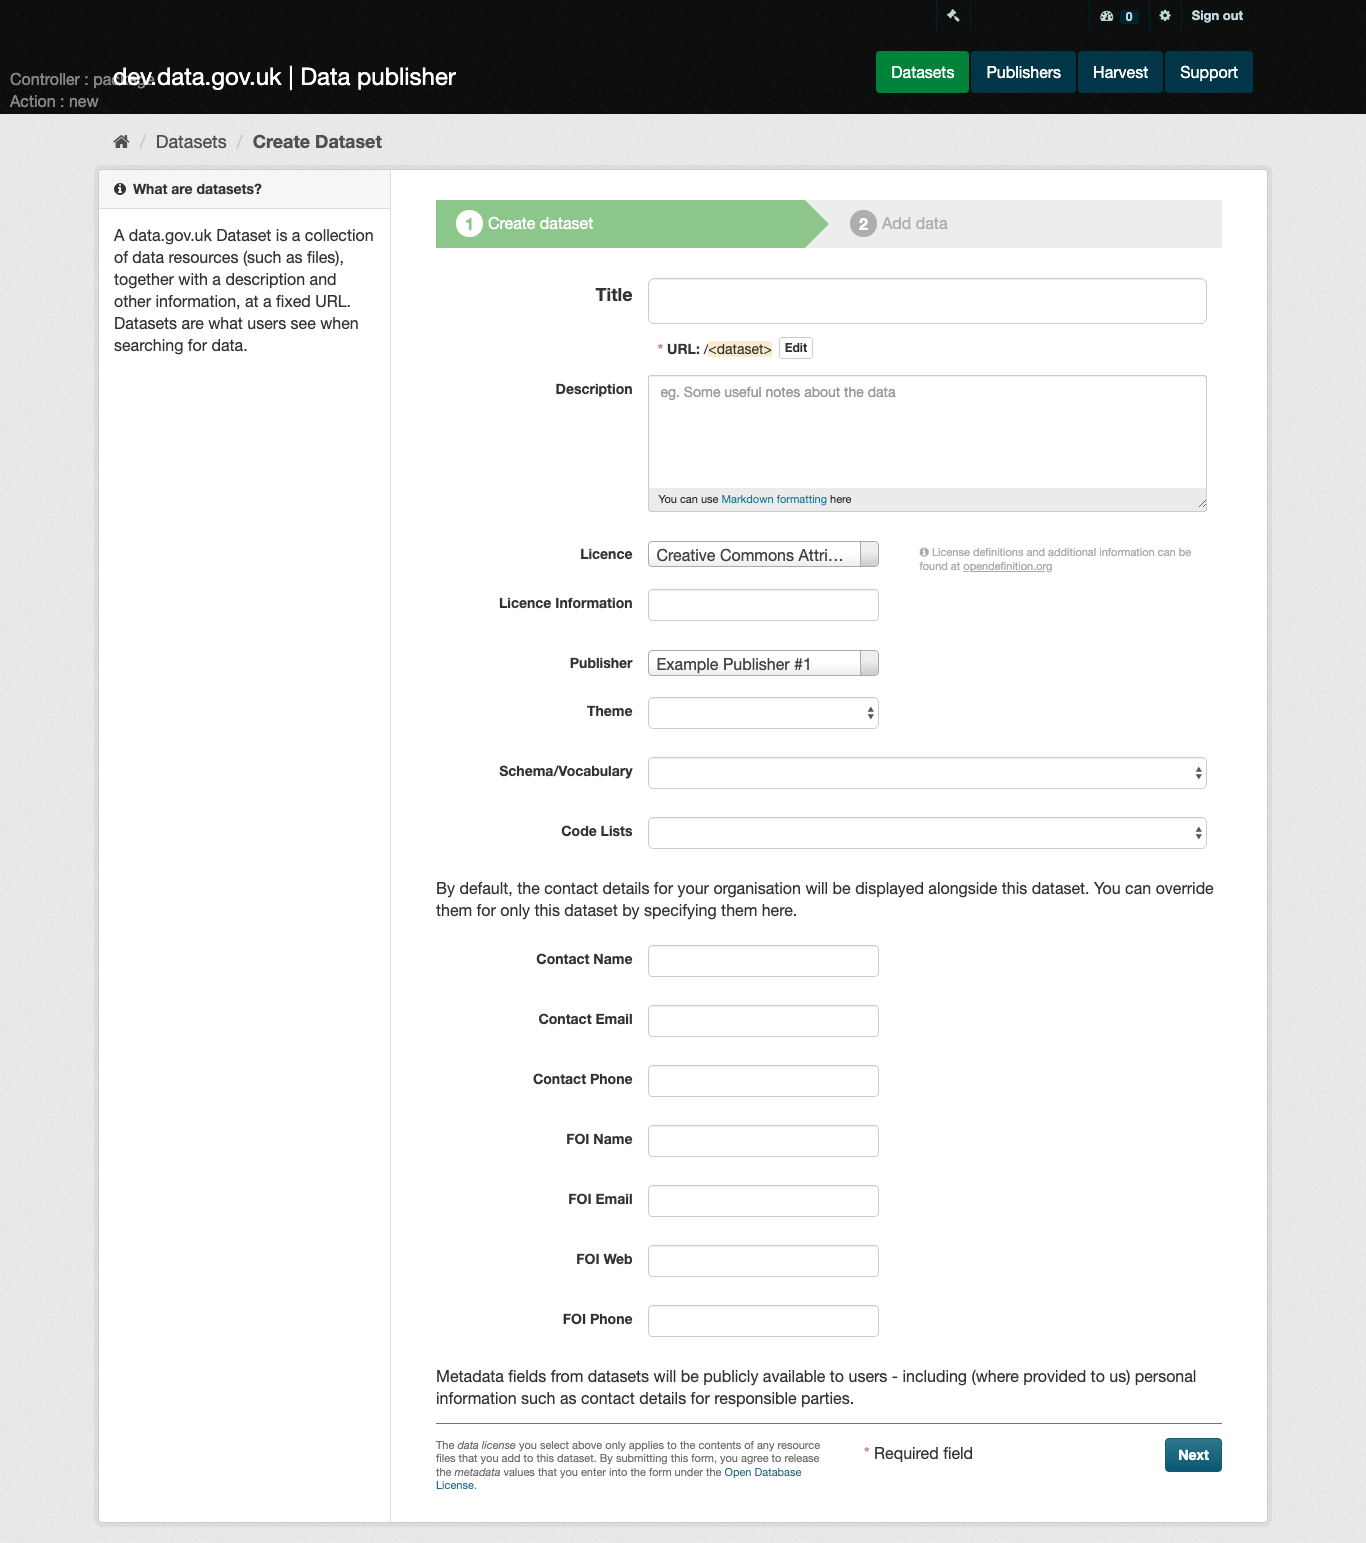 0
Sign out
Controller : package
dev.data.gov.uk | Data publisher
Action : new
Datasets
Publishers
Harvest
Support
/ Datasets / Create Dataset
What are datasets?
A data.gov.uk Dataset is a collection
of data resources (such as files),
together with a description and
other information, at a fixed URL.
Datasets are what users see when
searching for data.
1 Create dataset
2 Add data
Title
* URL: /<dataset> Edit
Description
eg. Some useful notes about the data
You can use Markdown formatting here
Licence
Creative Commons Attri...
License definitions and additional information can be
found at opendefinition.org
Licence Information
Publisher
Example Publisher #1
Theme
Schema/Vocabulary
Code Lists
By default, the contact details for your organisation will be displayed alongside this dataset. You can override
them for only this dataset by specifying them here.
Contact Name
Contact Email
Contact Phone
FOI Name
FOI Email
FOI Web
FOI Phone
Metadata fields from datasets will be publicly available to users - including (where provided to us) personal
information such as contact details for responsible parties.
The data license you select above only applies to the contents of any resource
files that you add to this dataset. By submitting this form, you agree to release
the metadata values that you enter into the form under the Open Database
License.
* Required field
Next